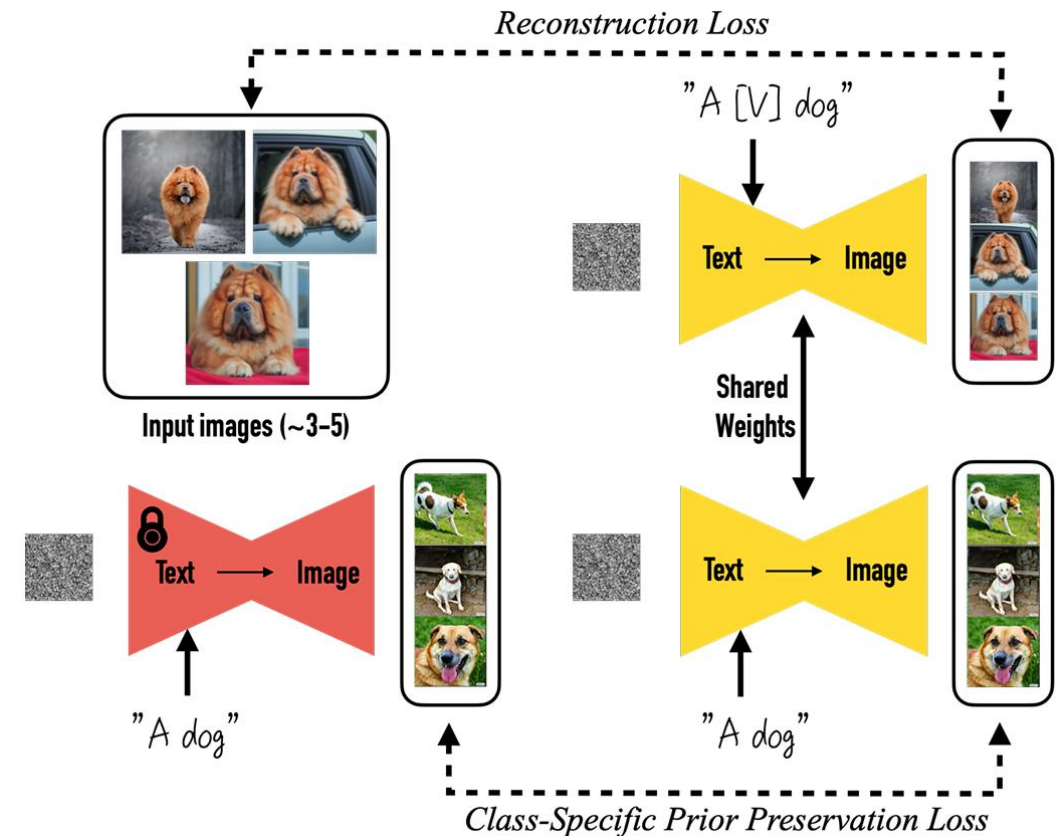 Reconstruction Loss
"A [V] dog"
Text → Image
Input images (~3-5)
Shared
Weights
Text → Image
Text → Image
"A dog"
"A dog"
Class-Specific Prior Preservation Loss